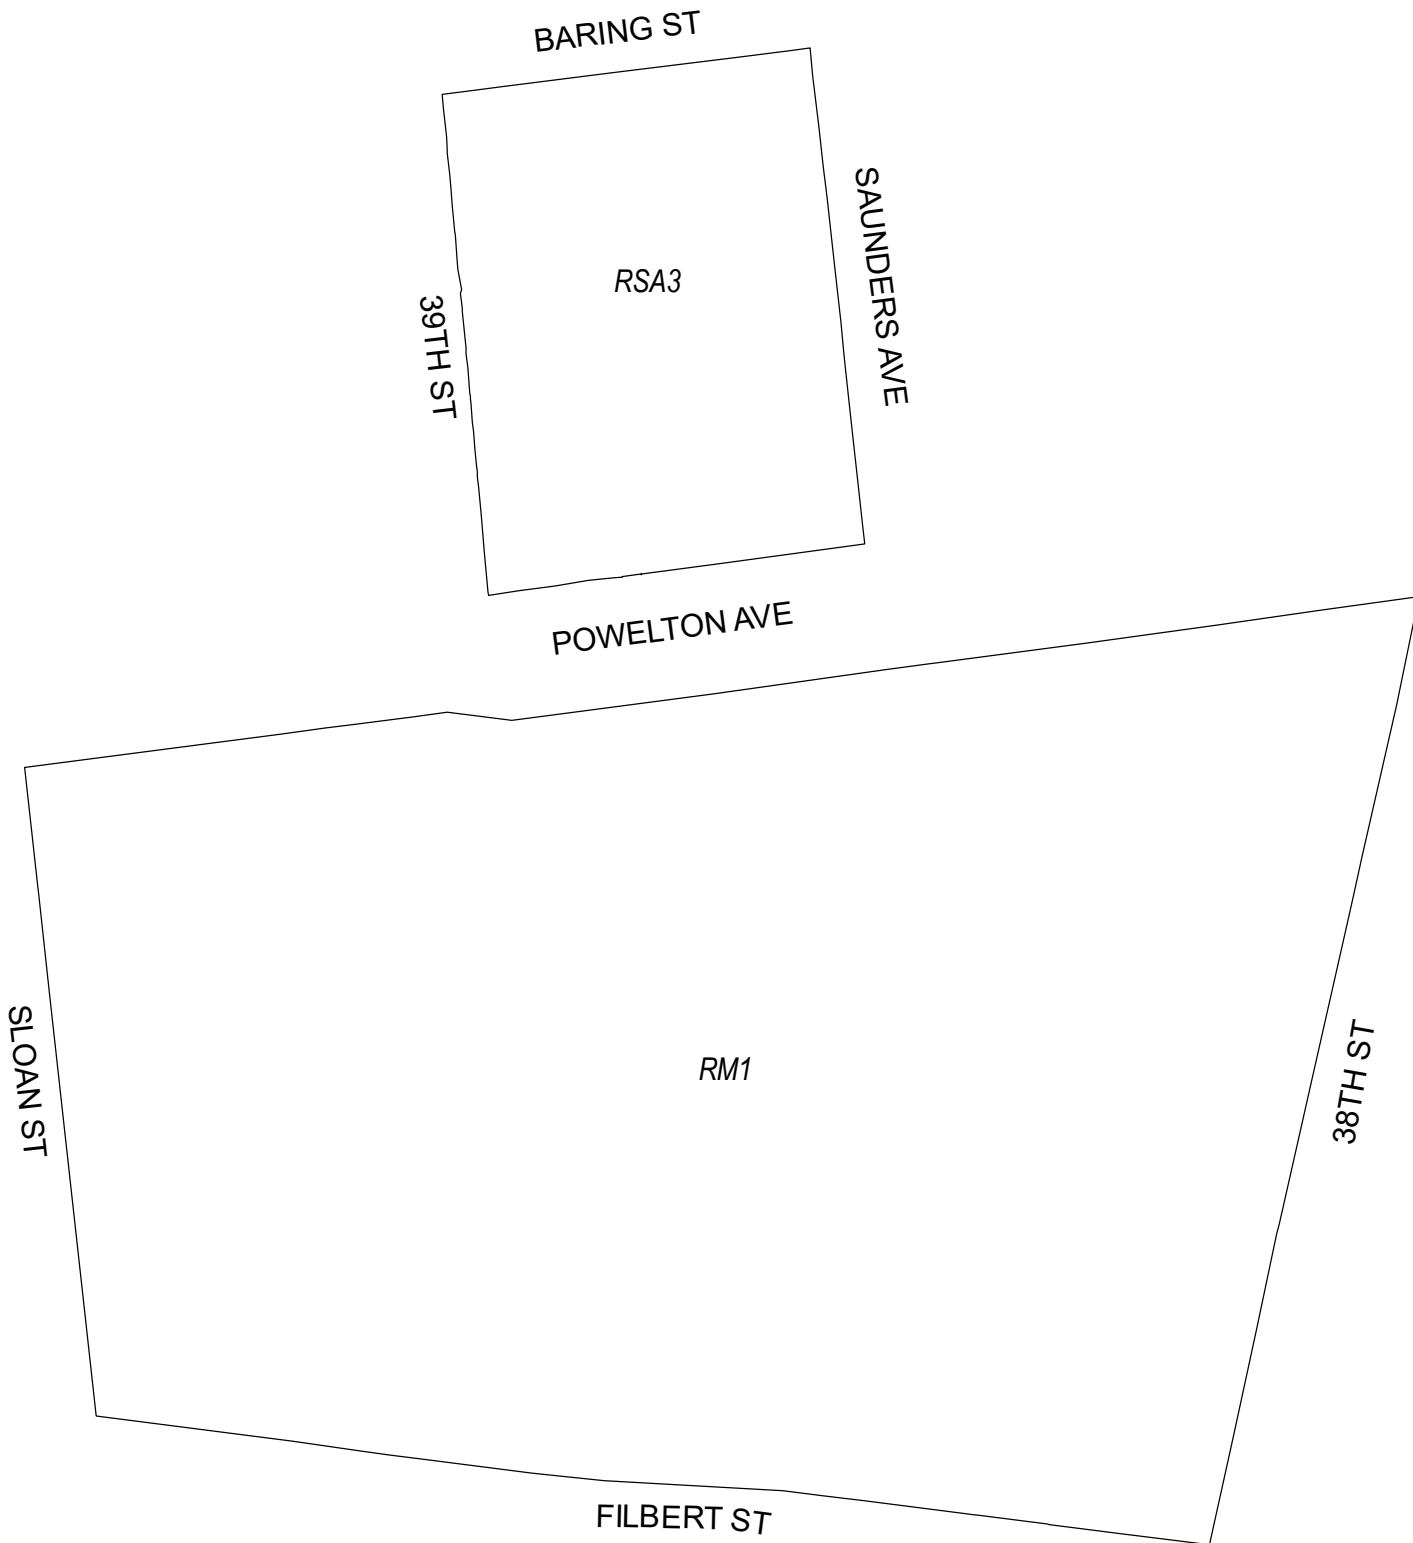 BARING ST
SAUNDERS AVE
RSA3
39TH ST
POWELTON AVE
SLOAN ST
RM1
38TH ST
FILBERT ST